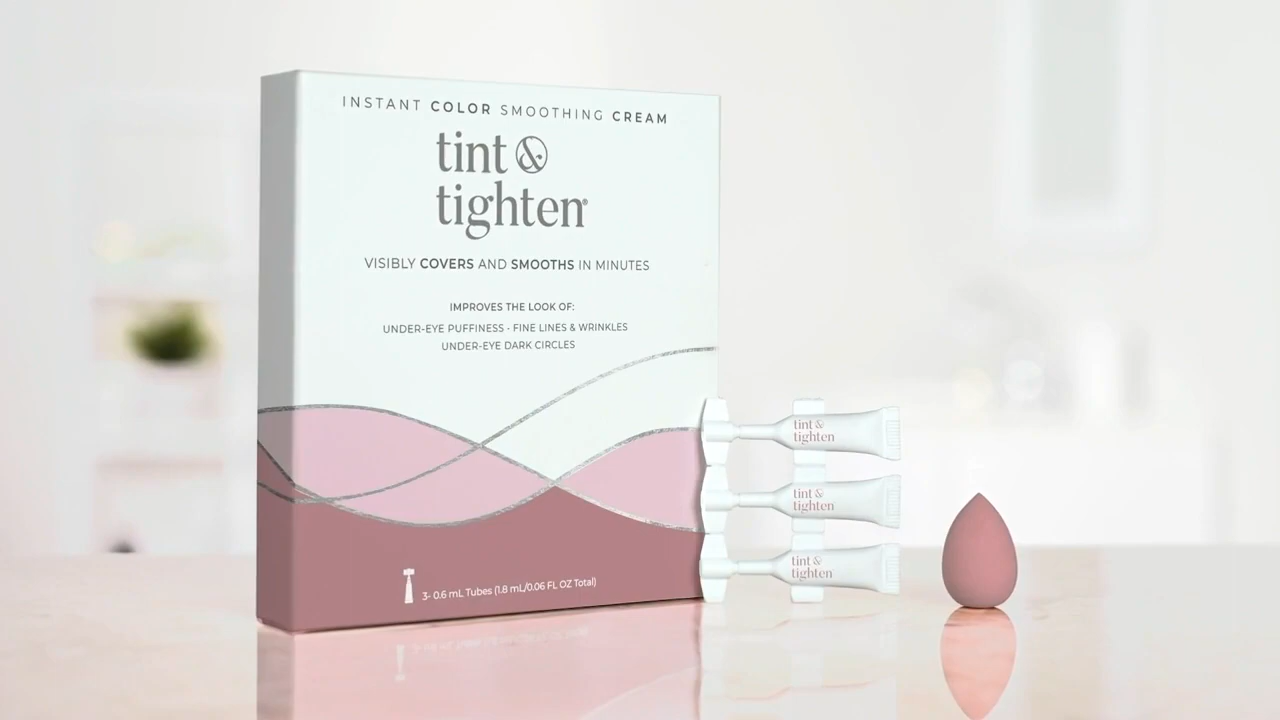 INSTANT COLOR SMOOTHING CREAM
tint &
tighten®
VISIBLY COVERS AND SMOOTHS IN MINUTES
IMPROVES THE LOOK OF:
UNDER-EYE PUFFINESS • FINE LINES & WRINKLES
UNDER-EYE DARK CIRCLES
3- 0.6 mL Tubes (1.8 mL/0.06 FL OZ Total)
tint &
tighten
tint &
tighten
tint &
tighten